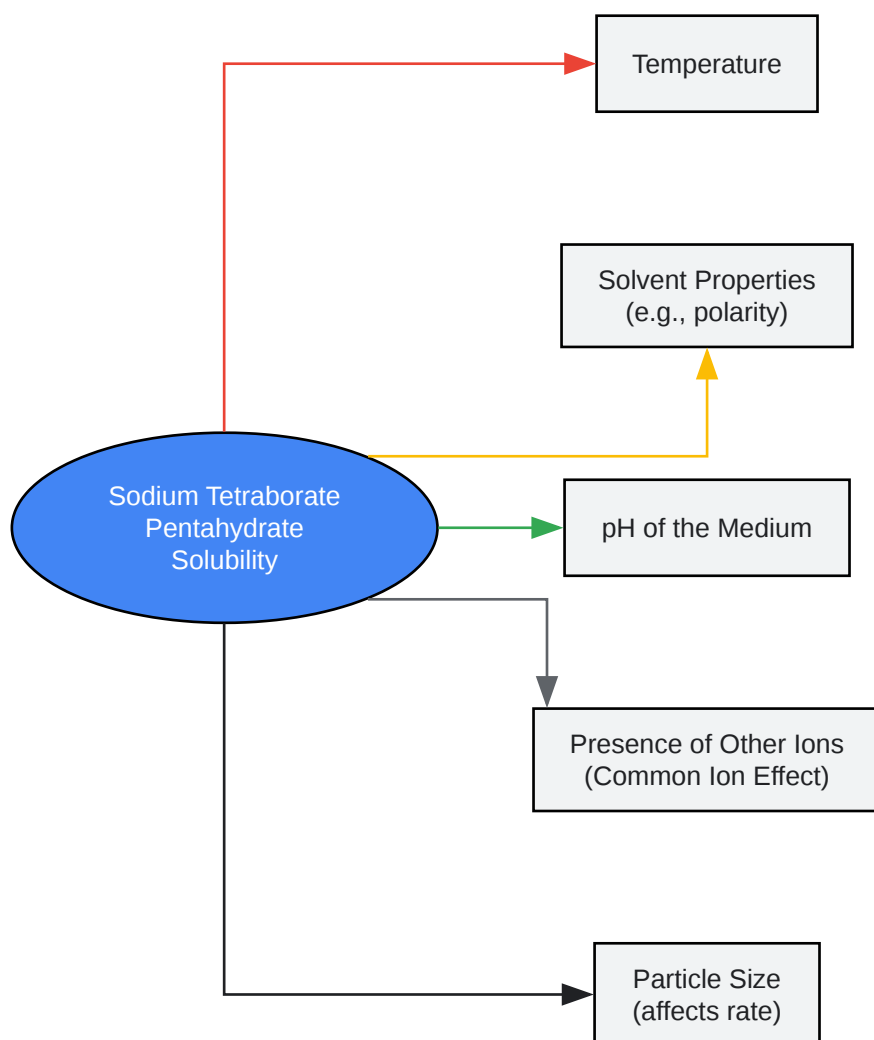 Temperature
Solvent Properties
(e.g., polarity)
Sodium Tetraborate
Pentahydrate
Solubility
pH of the Medium
Presence of Other Ions
(Common Ion Effect)
Particle Size
(affects rate)